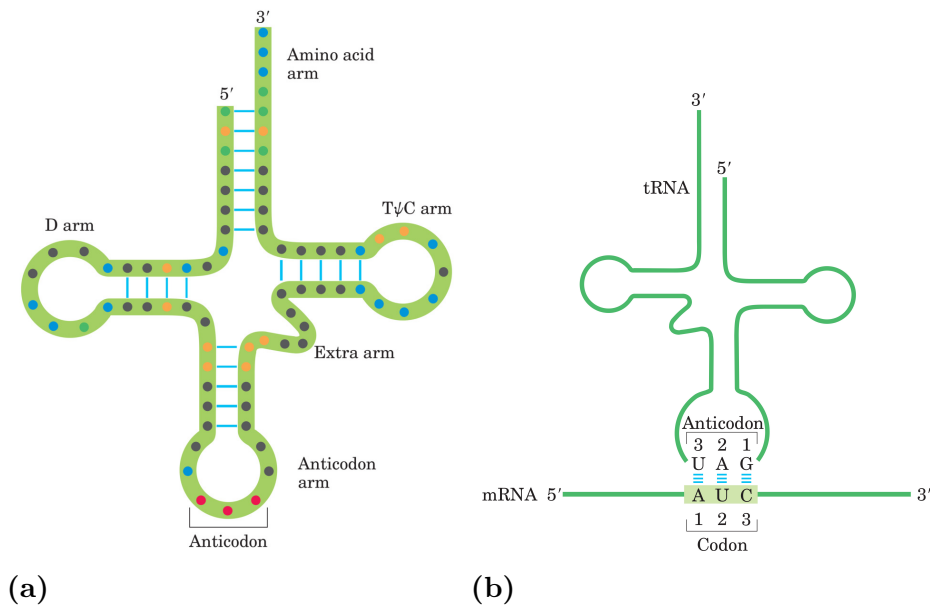 3′
Amino acid
arm
5′
D arm
TψC arm
Extra arm
Anticodon
arm
Anticodon
(a)
3′
5′
tRNA
Anticodon
3 2 1
U A G
mRNA 5′ A U C 3′
1 2 3
Codon
(b)